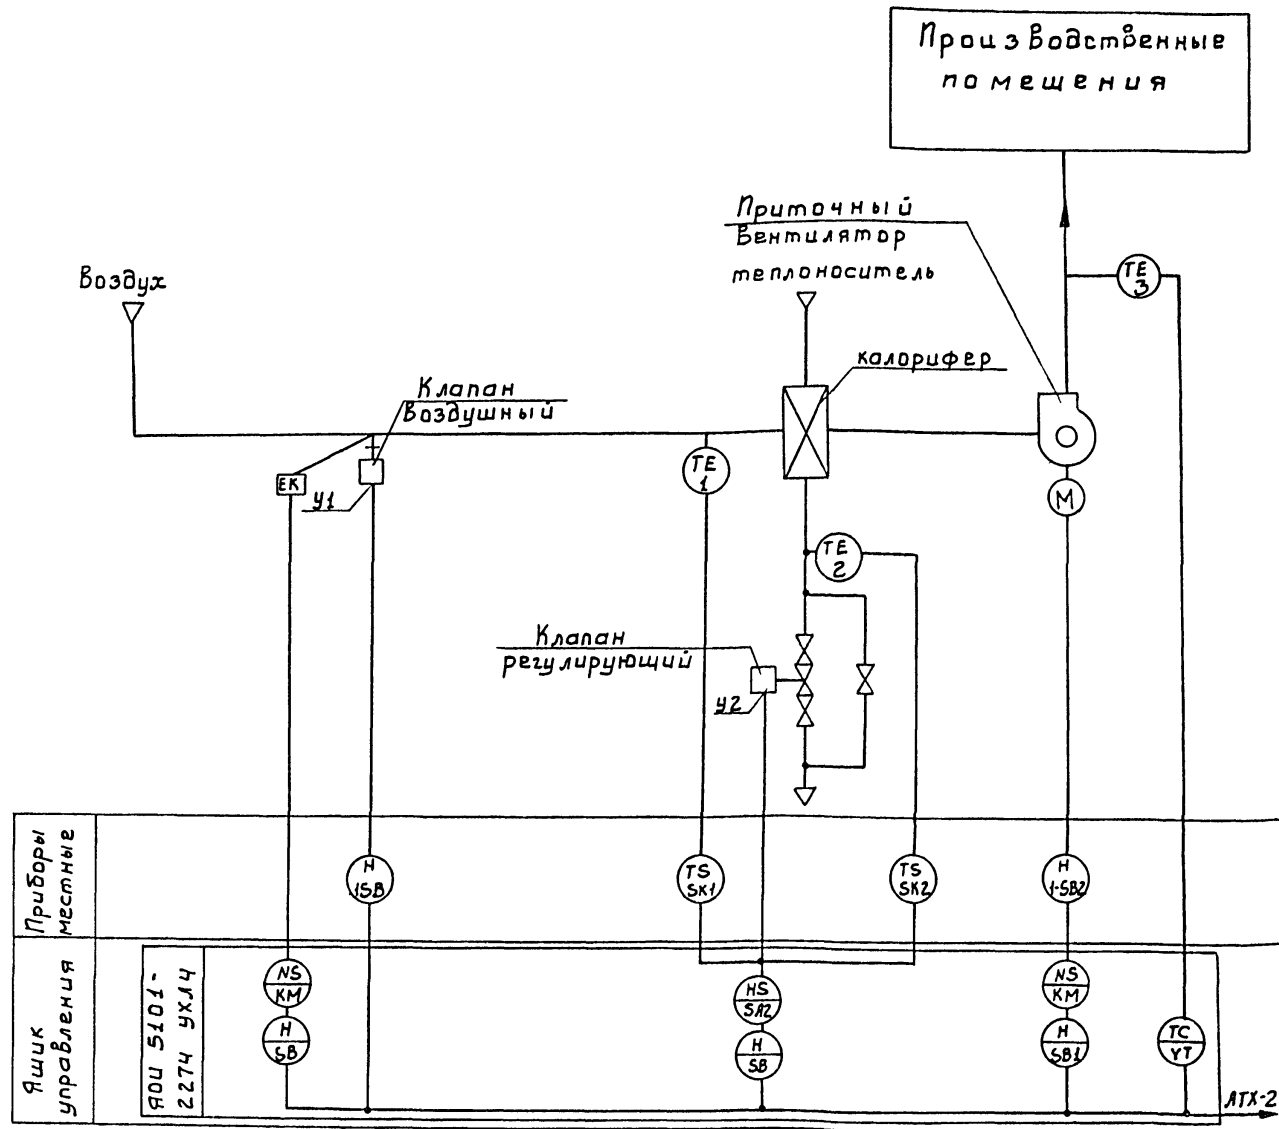 Производственные
помещения
Приточный
Вентилятор
теплоноситель
TE
3
Воздух
калорифер
Клапан
Воздушный
TE
1
EK
У1
M
TE
2
Клапан
регулирующий
У2
Приборы
местные
H
1SB
TS
SK1
TS
SK2
H
1-SB2
Ящик
управления
ЯОИ 5101-
2274 УХЛ4
NS
KM
HS
SA2
NS
KM
H
SB
H
SB
H
SB1
TC
YT
АТХ-2